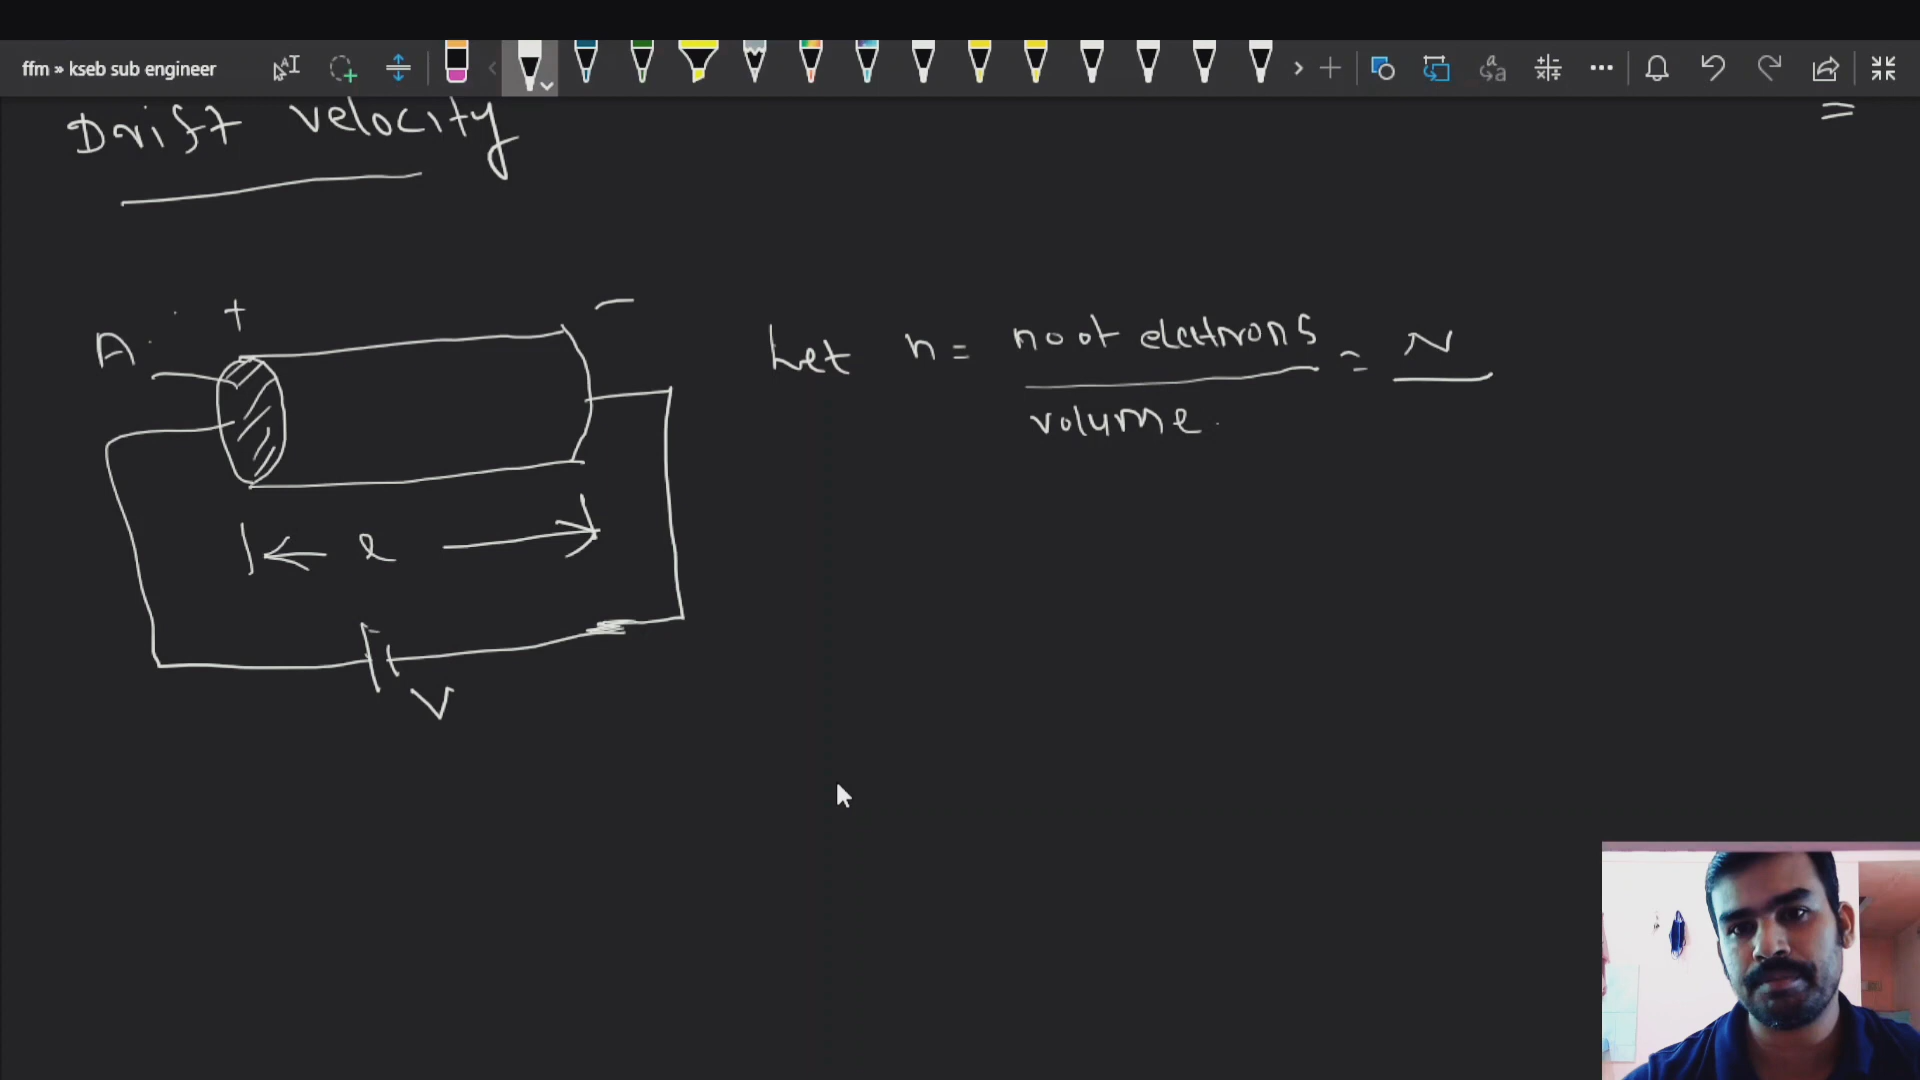 ffm » kseb sub engineer
Drift velocity
=
+
−
A
Let n = no of electrons / volume = N
l
V